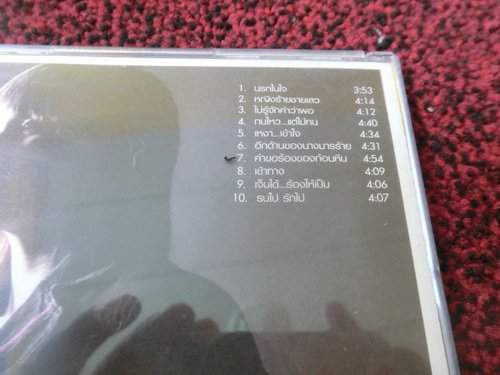 1. นรกในใจ 3:53
2. หญิงร้ายชายเลว 4:14
3. ไม่รู้จักคำว่าพอ 4:12
4. ทนไหว...แต่ไม่ทน 4:40
5. เหงา...เข้าใจ 4:34
6. อีกด้านของนางมารร้าย 4:31
7. คำขอร้องของก้อนหิน 4:54
8. เข้าทาง 4:09
9. เจ็บได้...ร้องไห้เป็น 4:06
10. รบไป รักไป 4:07